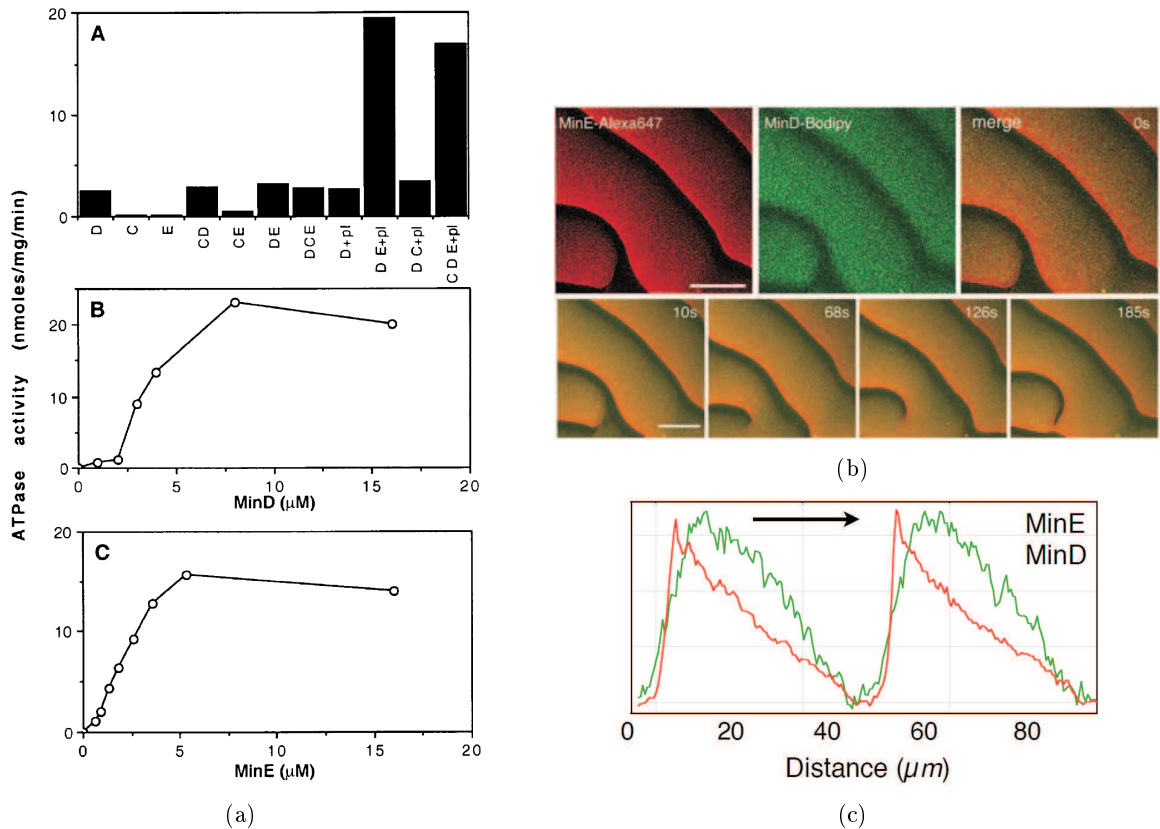 ATPase activity (nmoles/mg/min)
A
20
10
0
D
C
E
CD
CE
DE
DCE
D+pl
D E+pl
D C+pl
C D E+pl
B
20
10
0
0
5
10
15
20
MinD (µM)
C
20
10
0
0
5
10
15
20
MinE (µM)
(a)
MinE-Alexa647
MinD-Bodipy
merge
0s
10s
68s
126s
185s
(b)
MinE
MinD
0
20
40
60
80
Distance (µm)
(c)